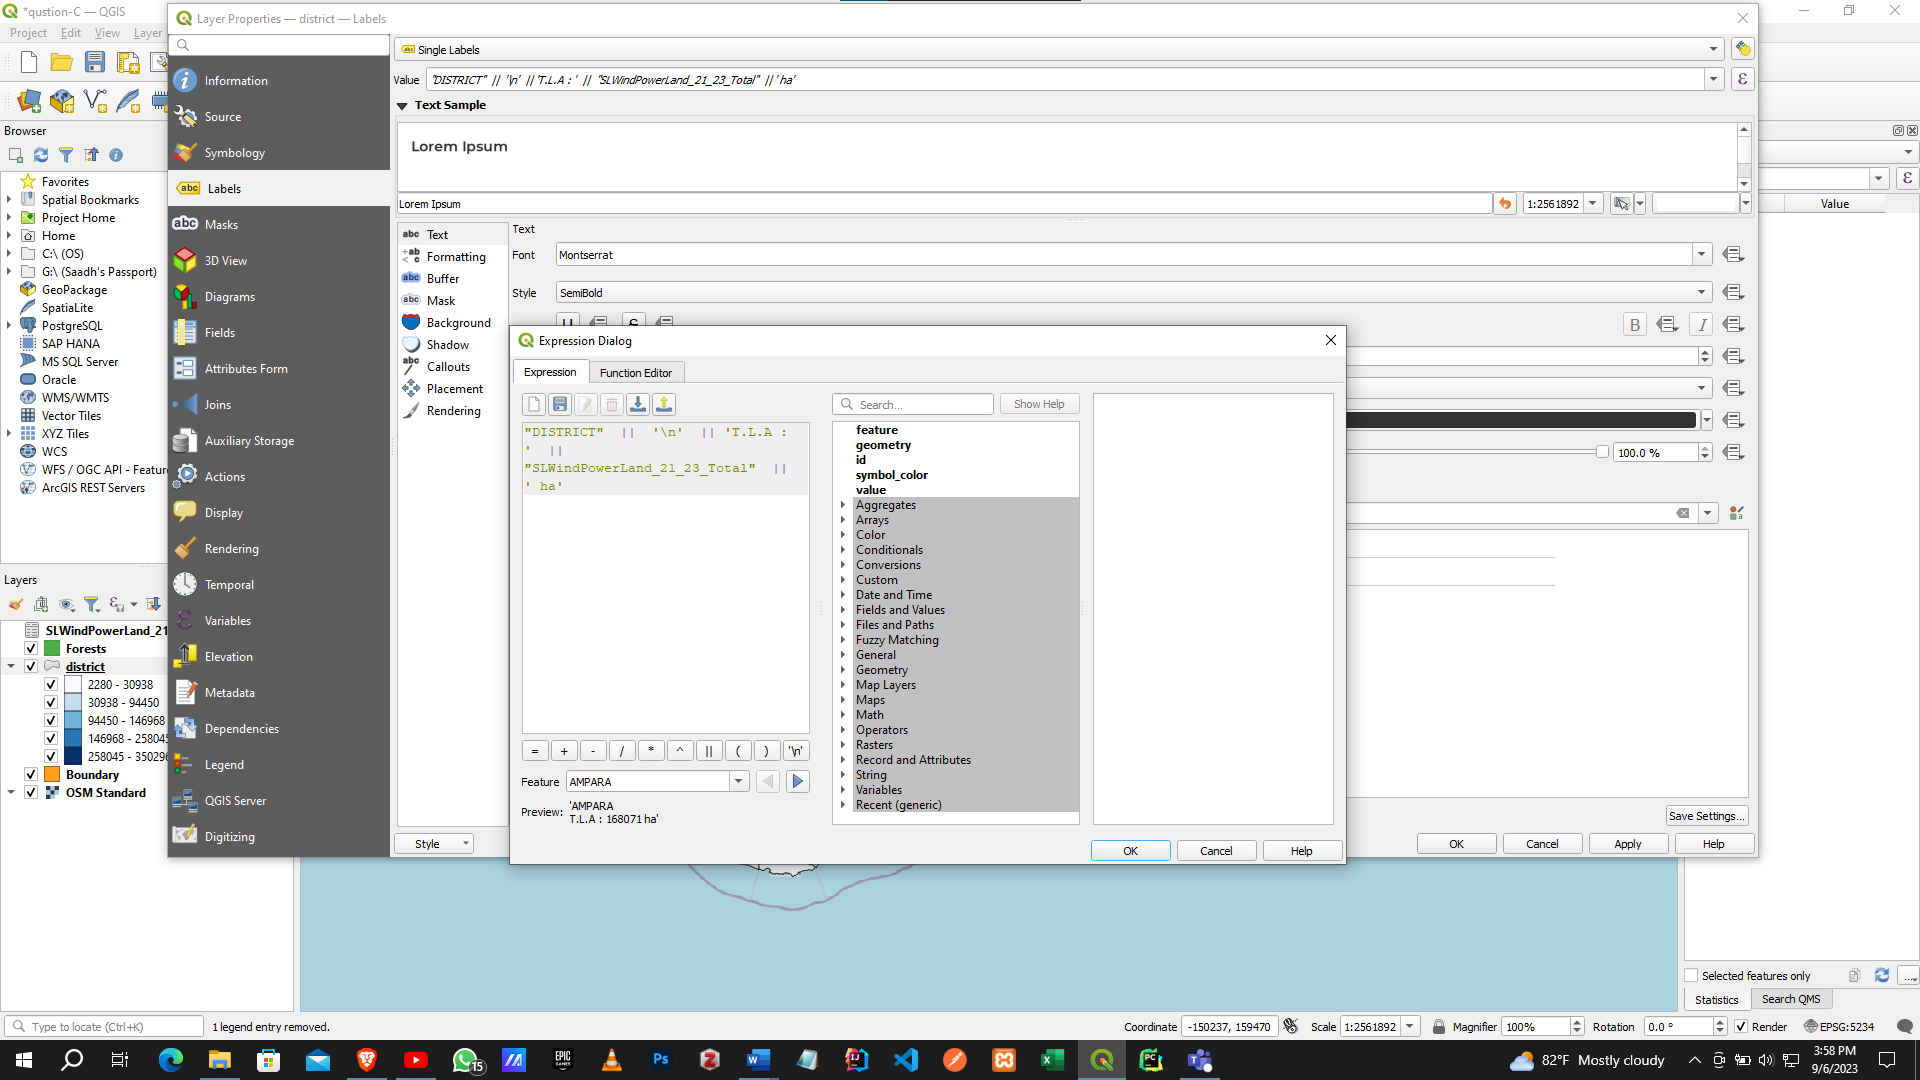 *qustion-C — QGIS
Project Edit View Layer
Layer Properties — district — Labels
Information
Source
Symbology
abc Labels
abc Masks
3D View
Diagrams
Fields
Attributes Form
Joins
Auxiliary Storage
Actions
Display
Rendering
Temporal
Variables
Elevation
Metadata
Dependencies
Legend
QGIS Server
Digitizing
Single Labels
Value "DISTRICT" || '\n' || 'T.L.A : ' || "SLWindPowerLand_21_23_Total" || ' ha'
Text Sample
Lorem Ipsum
Lorem Ipsum
1:2561892
Text
Formatting
Buffer
Mask
Background
Shadow
Callouts
Placement
Rendering
Text
Font Montserrat
Style SemiBold
B I
100.0 %
Save Settings...
Style
OK Cancel Apply Help
Expression Dialog
Expression Function Editor
Search... Show Help
"DISTRICT" || '\n' || 'T.L.A :
' ||
"SLWindPowerLand_21_23_Total" ||
' ha'
= + - / * ^ || ( ) '\n'
Feature AMPARA
Preview: 'AMPARA
T.L.A : 168071 ha'
feature
geometry
id
symbol_color
value
Aggregates
Arrays
Color
Conditionals
Conversions
Custom
Date and Time
Fields and Values
Files and Paths
Fuzzy Matching
General
Geometry
Map Layers
Maps
Math
Operators
Rasters
Record and Attributes
String
Variables
Recent (generic)
OK Cancel Help
Browser
Favorites
Spatial Bookmarks
Project Home
Home
C:\ (OS)
G:\ (Saadh's Passport)
GeoPackage
SpatiaLite
PostgreSQL
SAP HANA
MS SQL Server
Oracle
WMS/WMTS
Vector Tiles
XYZ Tiles
WCS
WFS / OGC API - Featur
ArcGIS REST Servers
Layers
SLWindPowerLand_21
Forests
district
2280 - 30938
30938 - 94450
94450 - 146968
146968 - 258045
258045 - 350296
Boundary
OSM Standard
Value
Selected features only
Statistics Search QMS
Type to locate (Ctrl+K) 1 legend entry removed. Coordinate -150237, 159470 Scale 1:2561892 Magnifier 100% Rotation 0.0 ° Render EPSG:5234
15
EPIC GAMES
Ps
82°F Mostly cloudy
3:58 PM
9/6/2023